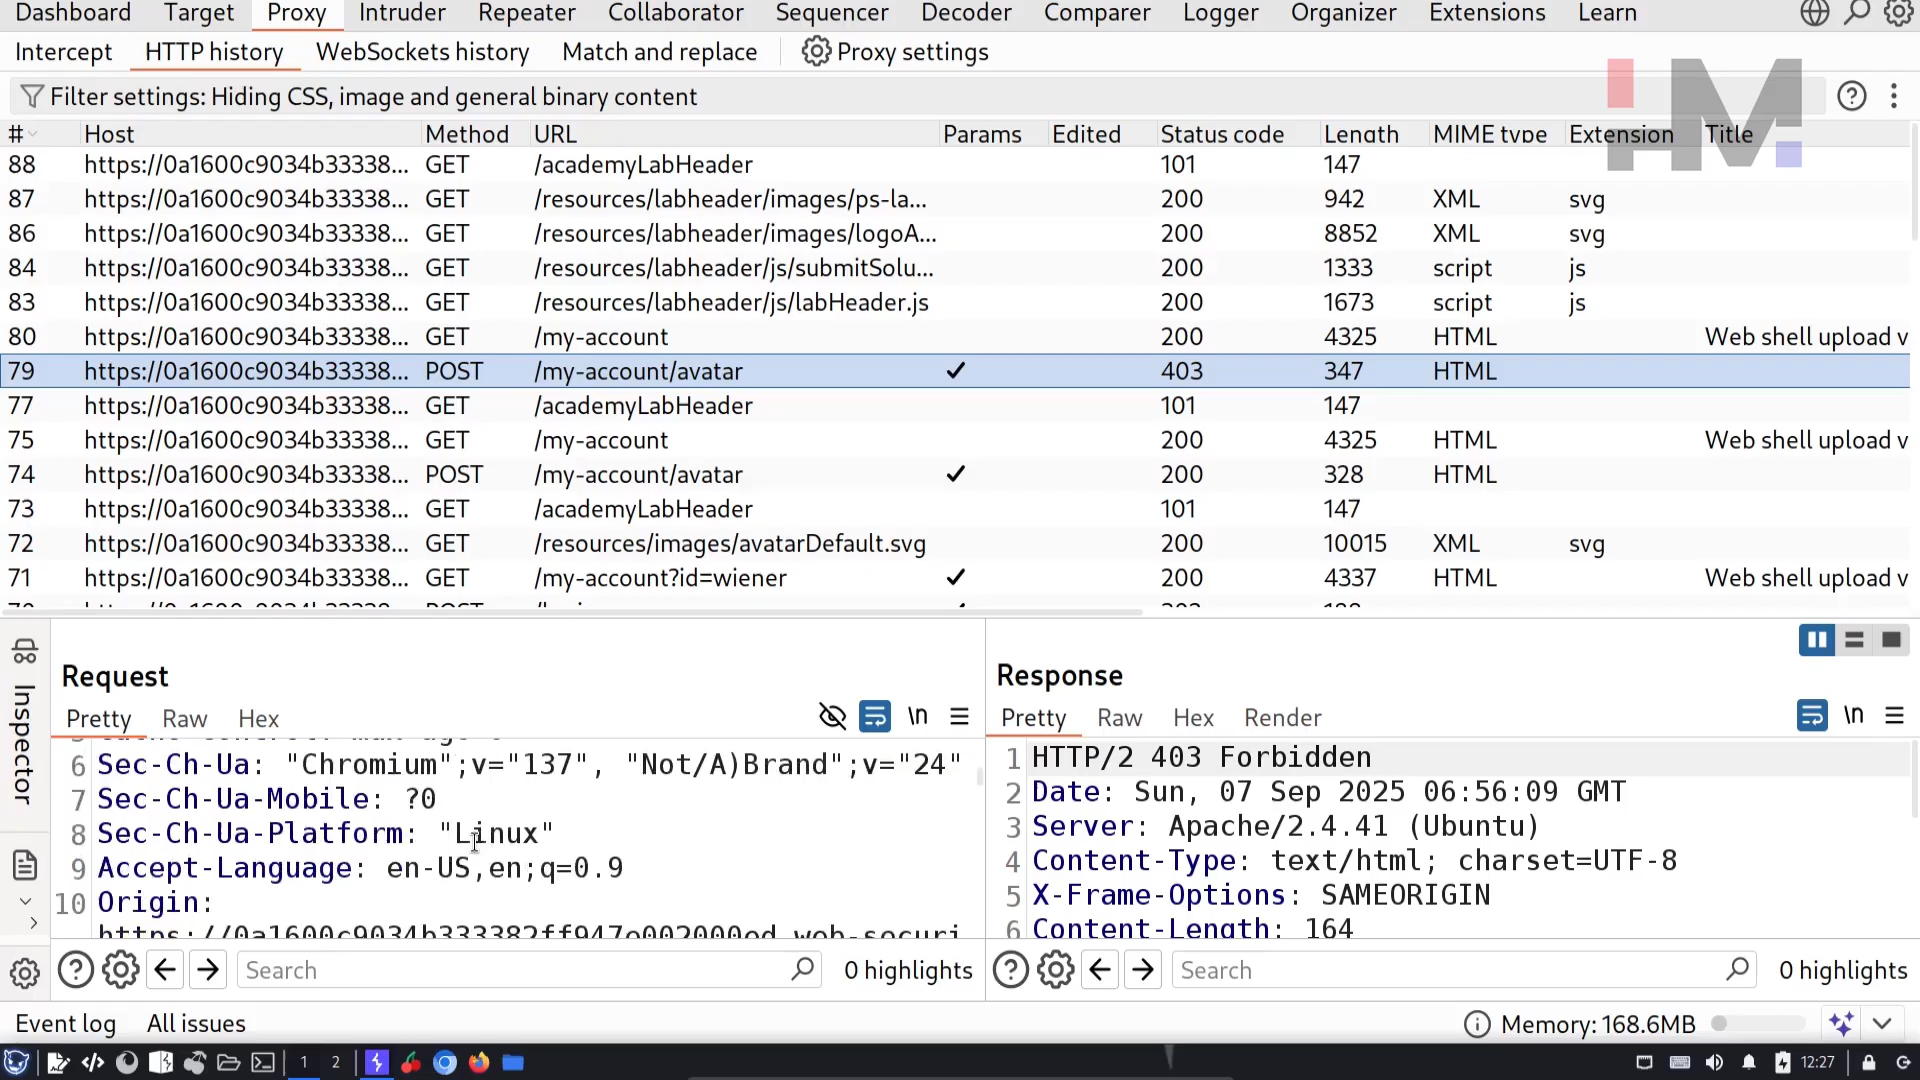 Dashboard Target Proxy Intruder Repeater Collaborator Sequencer Decoder Comparer Logger Organizer Extensions Learn
Intercept HTTP history WebSockets history Match and replace Proxy settings
Filter settings: Hiding CSS, image and general binary content
# Host Method URL Params Edited Status code Length MIME type Extension Title
88 https://0a1600c9034b33338... GET /academyLabHeader 101 147
87 https://0a1600c9034b33338... GET /resources/labheader/images/ps-la... 200 942 XML svg
86 https://0a1600c9034b33338... GET /resources/labheader/images/logoA... 200 8852 XML svg
84 https://0a1600c9034b33338... GET /resources/labheader/js/submitSolu... 200 1333 script js
83 https://0a1600c9034b33338... GET /resources/labheader/js/labHeader.js 200 1673 script js
80 https://0a1600c9034b33338... GET /my-account 200 4325 HTML Web shell upload v
79 https://0a1600c9034b33338... POST /my-account/avatar ✓ 403 347 HTML
77 https://0a1600c9034b33338... GET /academyLabHeader 101 147
75 https://0a1600c9034b33338... GET /my-account 200 4325 HTML Web shell upload v
74 https://0a1600c9034b33338... POST /my-account/avatar ✓ 200 328 HTML
73 https://0a1600c9034b33338... GET /academyLabHeader 101 147
72 https://0a1600c9034b33338... GET /resources/images/avatarDefault.svg 200 10015 XML svg
71 https://0a1600c9034b33338... GET /my-account?id=wiener ✓ 200 4337 HTML Web shell upload v
Inspector
Request
Pretty Raw Hex \n
6 Sec-Ch-Ua: "Chromium";v="137", "Not/A)Brand";v="24"
7 Sec-Ch-Ua-Mobile: ?0
8 Sec-Ch-Ua-Platform: "Linux"
9 Accept-Language: en-US,en;q=0.9
10 Origin:
https://0a1600c9034b333382ff947e002000ed.web-securi
Search 0 highlights
Response
Pretty Raw Hex Render \n
1 HTTP/2 403 Forbidden
2 Date: Sun, 07 Sep 2025 06:56:09 GMT
3 Server: Apache/2.4.41 (Ubuntu)
4 Content-Type: text/html; charset=UTF-8
5 X-Frame-Options: SAMEORIGIN
6 Content-Length: 164
Search 0 highlights
Event log All issues Memory: 168.6MB
1 2 12:27